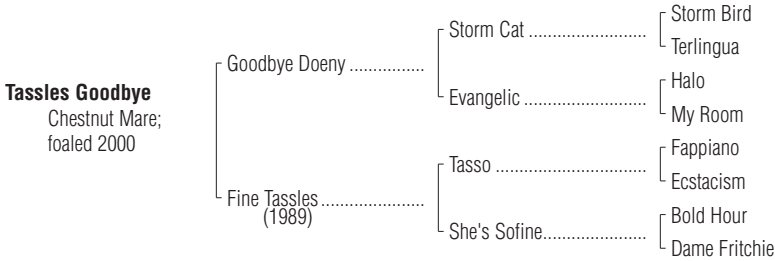 Storm Bird
Storm Cat ........................
Terlingua
Goodbye Doeny ................
Halo
Evangelic .........................
My Room
Tassles Goodbye
Chestnut Mare;
foaled 2000
Fappiano
Tasso ...............................
Ecstacism
Fine Tassles ......................
(1989)
Bold Hour
She's Sofine.....................
Dame Fritchie